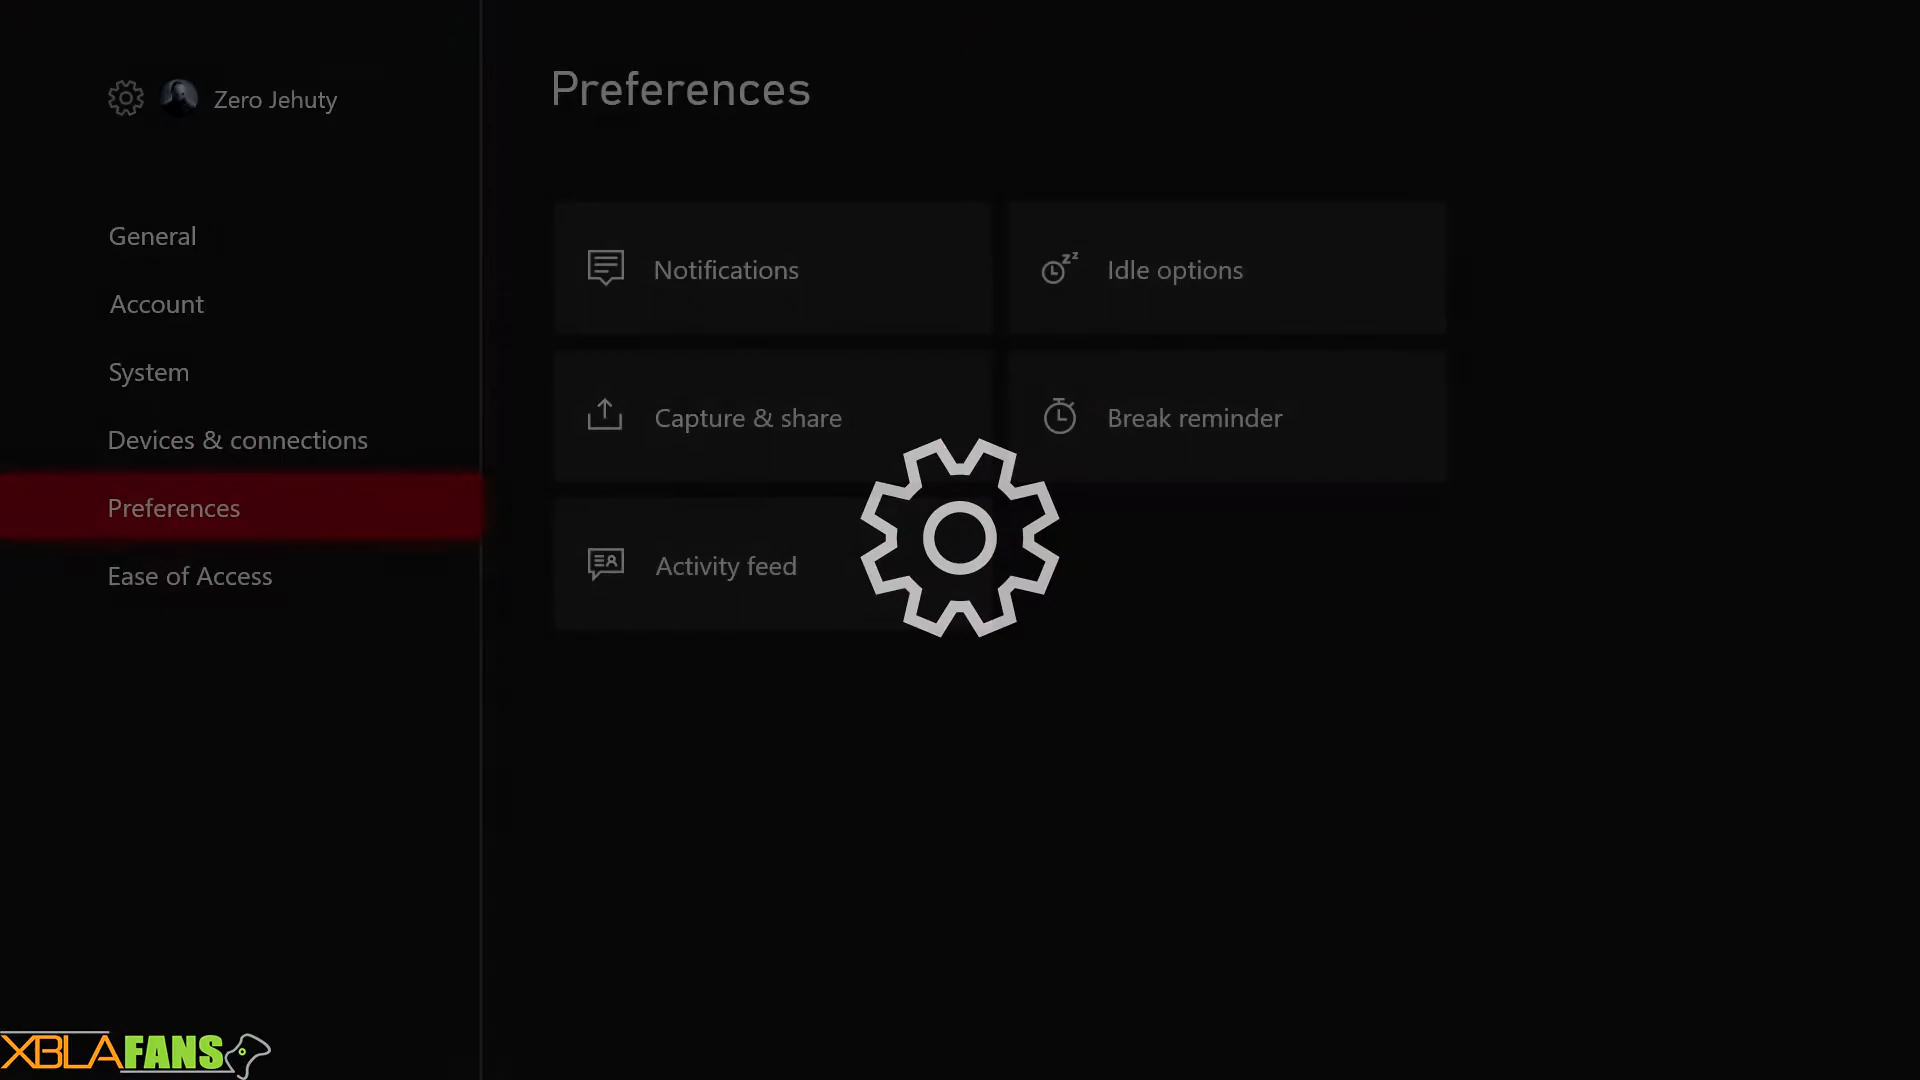 Zero Jehuty
General
Account
System
Devices & connections
Preferences
Ease of Access
Preferences
Notifications
Idle options
Capture & share
Break reminder
Activity feed
XBLAFANS